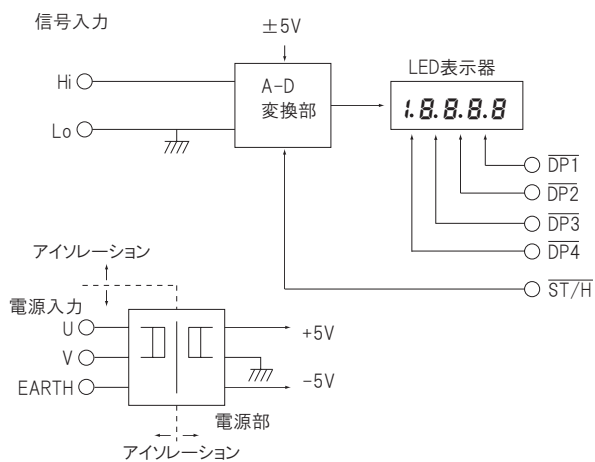 信号入力
±5V
Hi
Lo
A-D
変換部
LED表示器
1.8.8.8.8
DP1
DP2
DP3
DP4
ST/H
アイソレーション
電源入力
U
V
EARTH
+5V
-5V
電源部
アイソレーション